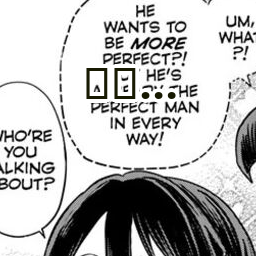 HE
WANTS TO
BE MORE
PERFECT?!
HE'S
THE
PERFECT MAN
IN EVERY
WAY!
UM,
WHAT
?!
WHO'RE
YOU
ALKING
BOUT?